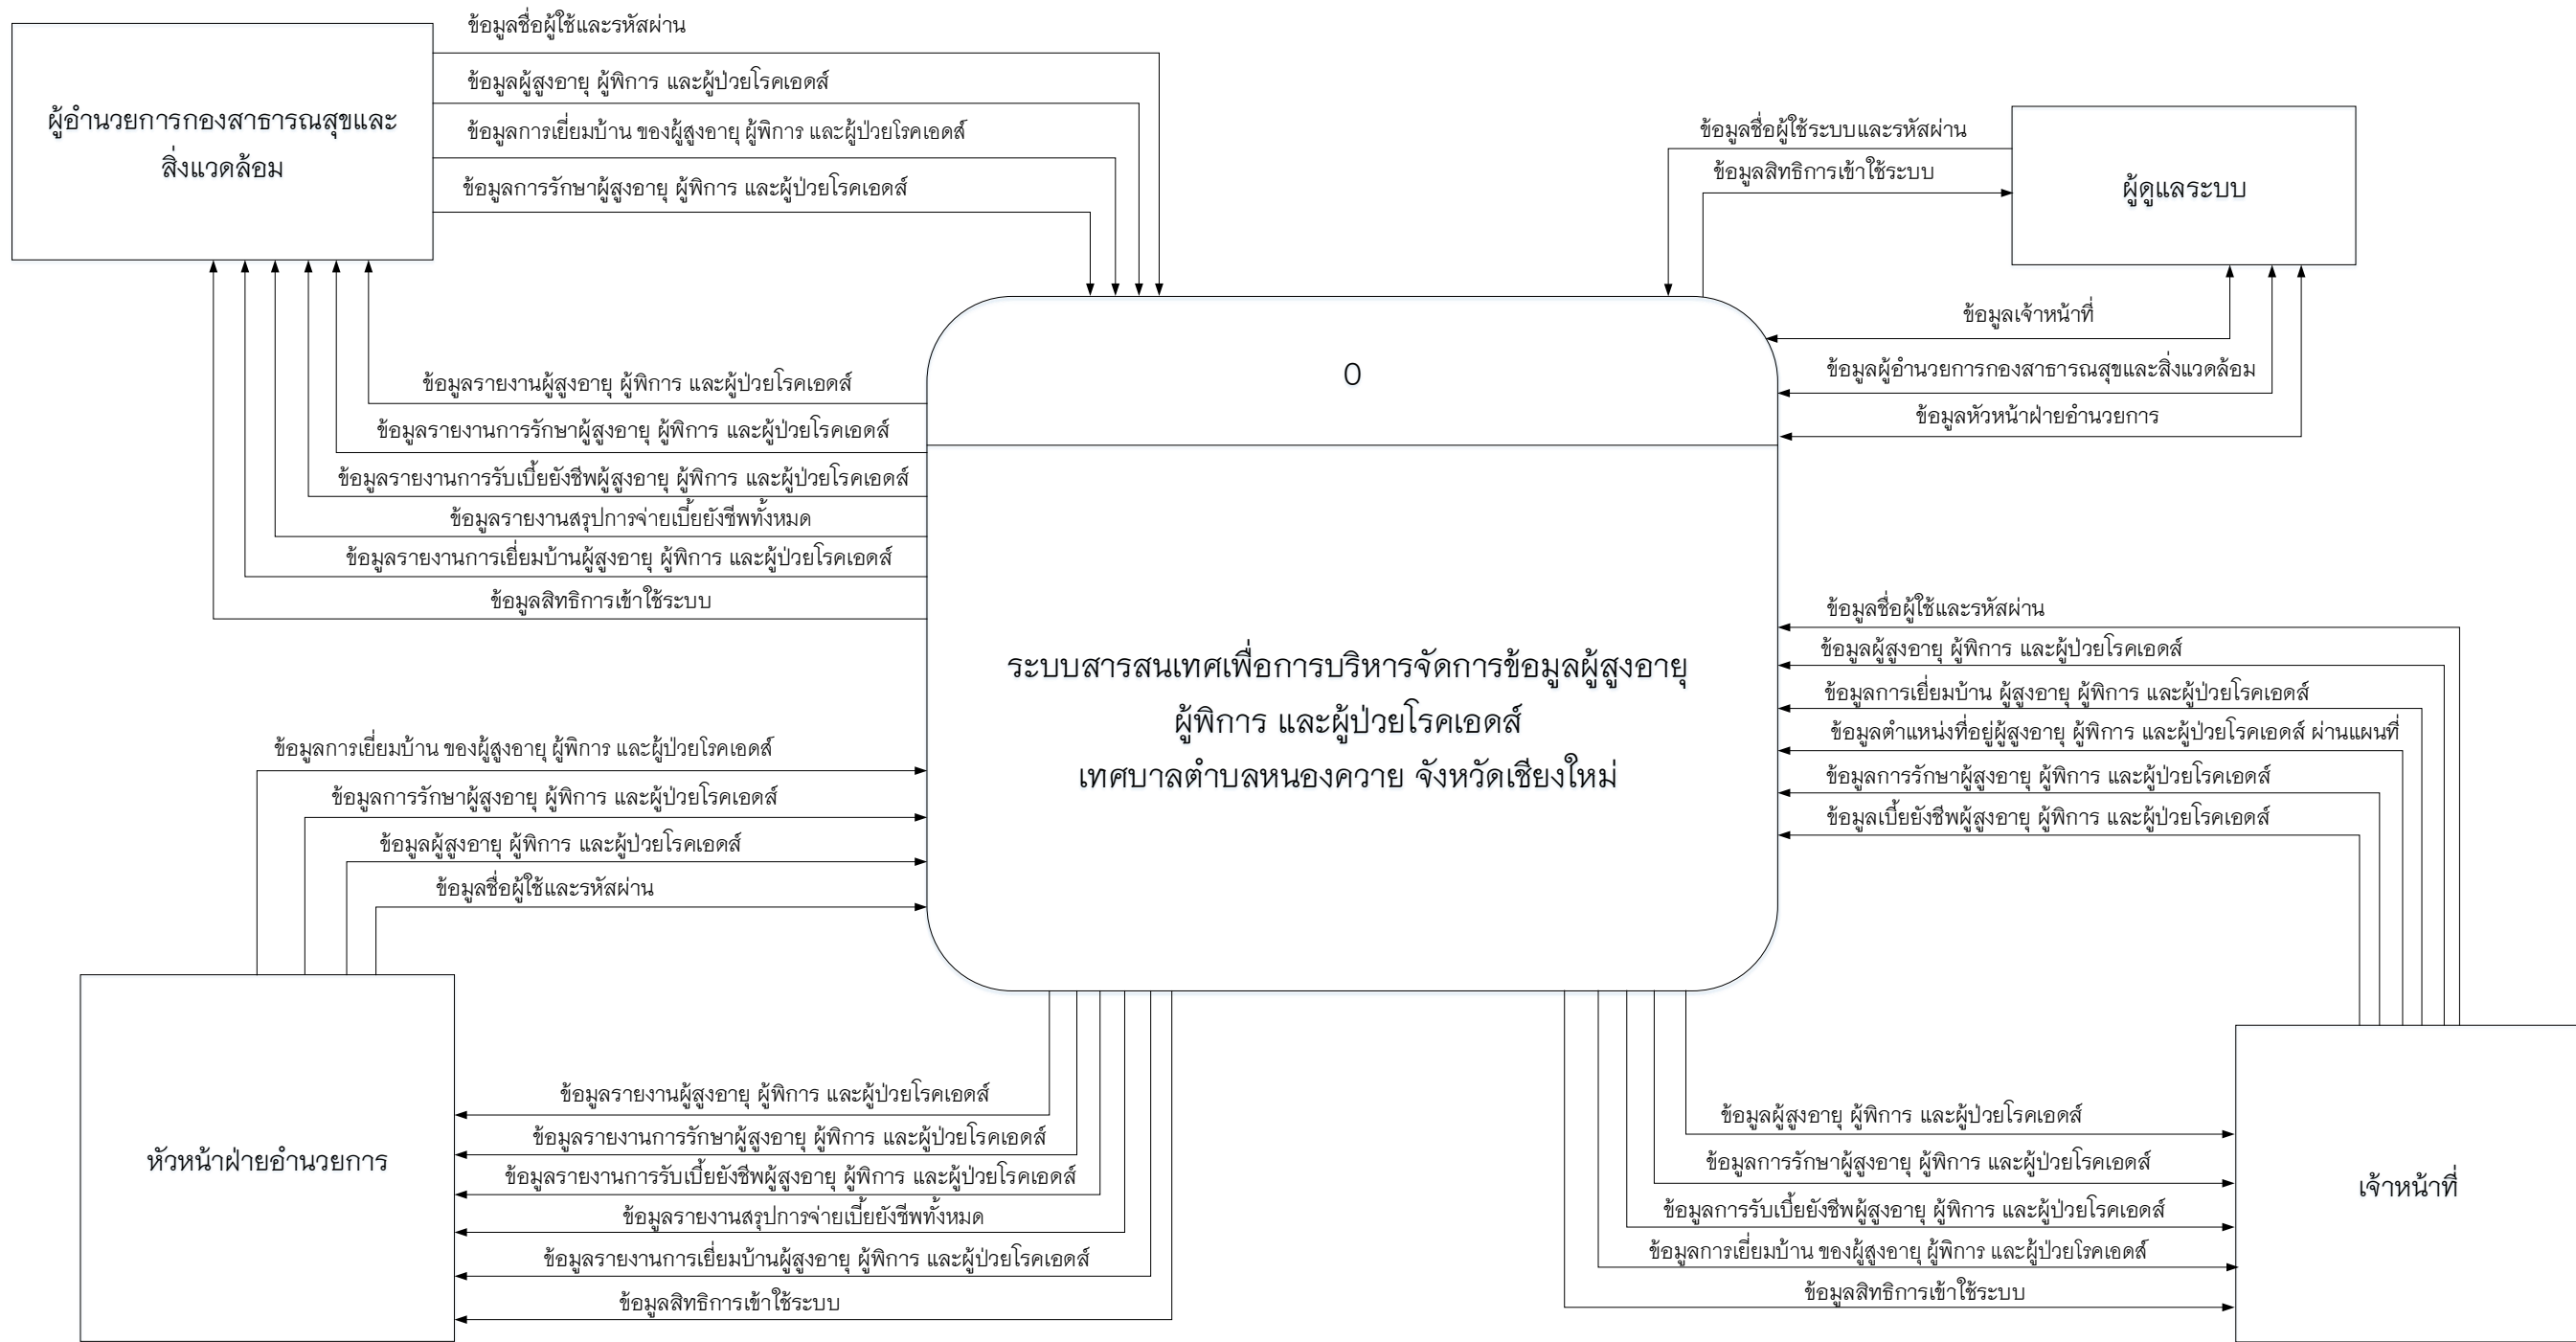 ข้อมูลชื่อผู้ใช้และรหัสผ่าน
ข้อมูลผู้สูงอายุ ผู้พิการ และผู้ป่วยโรคเอดส์
ข้อมูลการเยี่ยมบ้าน ของผู้สูงอายุ ผู้พิการ และผู้ป่วยโรคเอดส์
ข้อมูลการรักษาผู้สูงอายุ ผู้พิการ และผู้ป่วยโรคเอดส์
ผู้อำนวยการกองสาธารณสุขและ
สิ่งแวดล้อม
ข้อมูลชื่อผู้ใช้ระบบและรหัสผ่าน
ข้อมูลสิทธิการเข้าใช้ระบบ
ผู้ดูแลระบบ
ข้อมูลเจ้าหน้าที่
ข้อมูลผู้อำนวยการกองสาธารณสุขและสิ่งแวดล้อม
ข้อมูลหัวหน้าฝ่ายอำนวยการ
0
ข้อมูลรายงานผู้สูงอายุ ผู้พิการ และผู้ป่วยโรคเอดส์
ข้อมูลรายงานการรักษาผู้สูงอายุ ผู้พิการ และผู้ป่วยโรคเอดส์
ข้อมูลรายงานการรับเบี้ยยังชีพผู้สูงอายุ ผู้พิการ และผู้ป่วยโรคเอดส์
ข้อมูลรายงานสรุปการจ่ายเบี้ยยังชีพทั้งหมด
ข้อมูลรายงานการเยี่ยมบ้านผู้สูงอายุ ผู้พิการ และผู้ป่วยโรคเอดส์
ข้อมูลสิทธิการเข้าใช้ระบบ
ระบบสารสนเทศเพื่อการบริหารจัดการข้อมูลผู้สูงอายุ
ผู้พิการ และผู้ป่วยโรคเอดส์
เทศบาลตำบลหนองควาย จังหวัดเชียงใหม่
ข้อมูลชื่อผู้ใช้และรหัสผ่าน
ข้อมูลผู้สูงอายุ ผู้พิการ และผู้ป่วยโรคเอดส์
ข้อมูลการเยี่ยมบ้าน ผู้สูงอายุ ผู้พิการ และผู้ป่วยโรคเอดส์
ข้อมูลตำแหน่งที่อยู่ผู้สูงอายุ ผู้พิการ และผู้ป่วยโรคเอดส์ ผ่านแผนที่
ข้อมูลการรักษาผู้สูงอายุ ผู้พิการ และผู้ป่วยโรคเอดส์
ข้อมูลเบี้ยยังชีพผู้สูงอายุ ผู้พิการ และผู้ป่วยโรคเอดส์
ข้อมูลการเยี่ยมบ้าน ของผู้สูงอายุ ผู้พิการ และผู้ป่วยโรคเอดส์
ข้อมูลการรักษาผู้สูงอายุ ผู้พิการ และผู้ป่วยโรคเอดส์
ข้อมูลผู้สูงอายุ ผู้พิการ และผู้ป่วยโรคเอดส์
ข้อมูลชื่อผู้ใช้และรหัสผ่าน
หัวหน้าฝ่ายอำนวยการ
ข้อมูลรายงานผู้สูงอายุ ผู้พิการ และผู้ป่วยโรคเอดส์
ข้อมูลรายงานการรักษาผู้สูงอายุ ผู้พิการ และผู้ป่วยโรคเอดส์
ข้อมูลรายงานการรับเบี้ยยังชีพผู้สูงอายุ ผู้พิการ และผู้ป่วยโรคเอดส์
ข้อมูลรายงานสรุปการจ่ายเบี้ยยังชีพทั้งหมด
ข้อมูลรายงานการเยี่ยมบ้านผู้สูงอายุ ผู้พิการ และผู้ป่วยโรคเอดส์
ข้อมูลสิทธิการเข้าใช้ระบบ
ข้อมูลผู้สูงอายุ ผู้พิการ และผู้ป่วยโรคเอดส์
ข้อมูลการรักษาผู้สูงอายุ ผู้พิการ และผู้ป่วยโรคเอดส์
ข้อมูลการรับเบี้ยยังชีพผู้สูงอายุ ผู้พิการ และผู้ป่วยโรคเอดส์
ข้อมูลการเยี่ยมบ้าน ของผู้สูงอายุ ผู้พิการ และผู้ป่วยโรคเอดส์
ข้อมูลสิทธิการเข้าใช้ระบบ
เจ้าหน้าที่